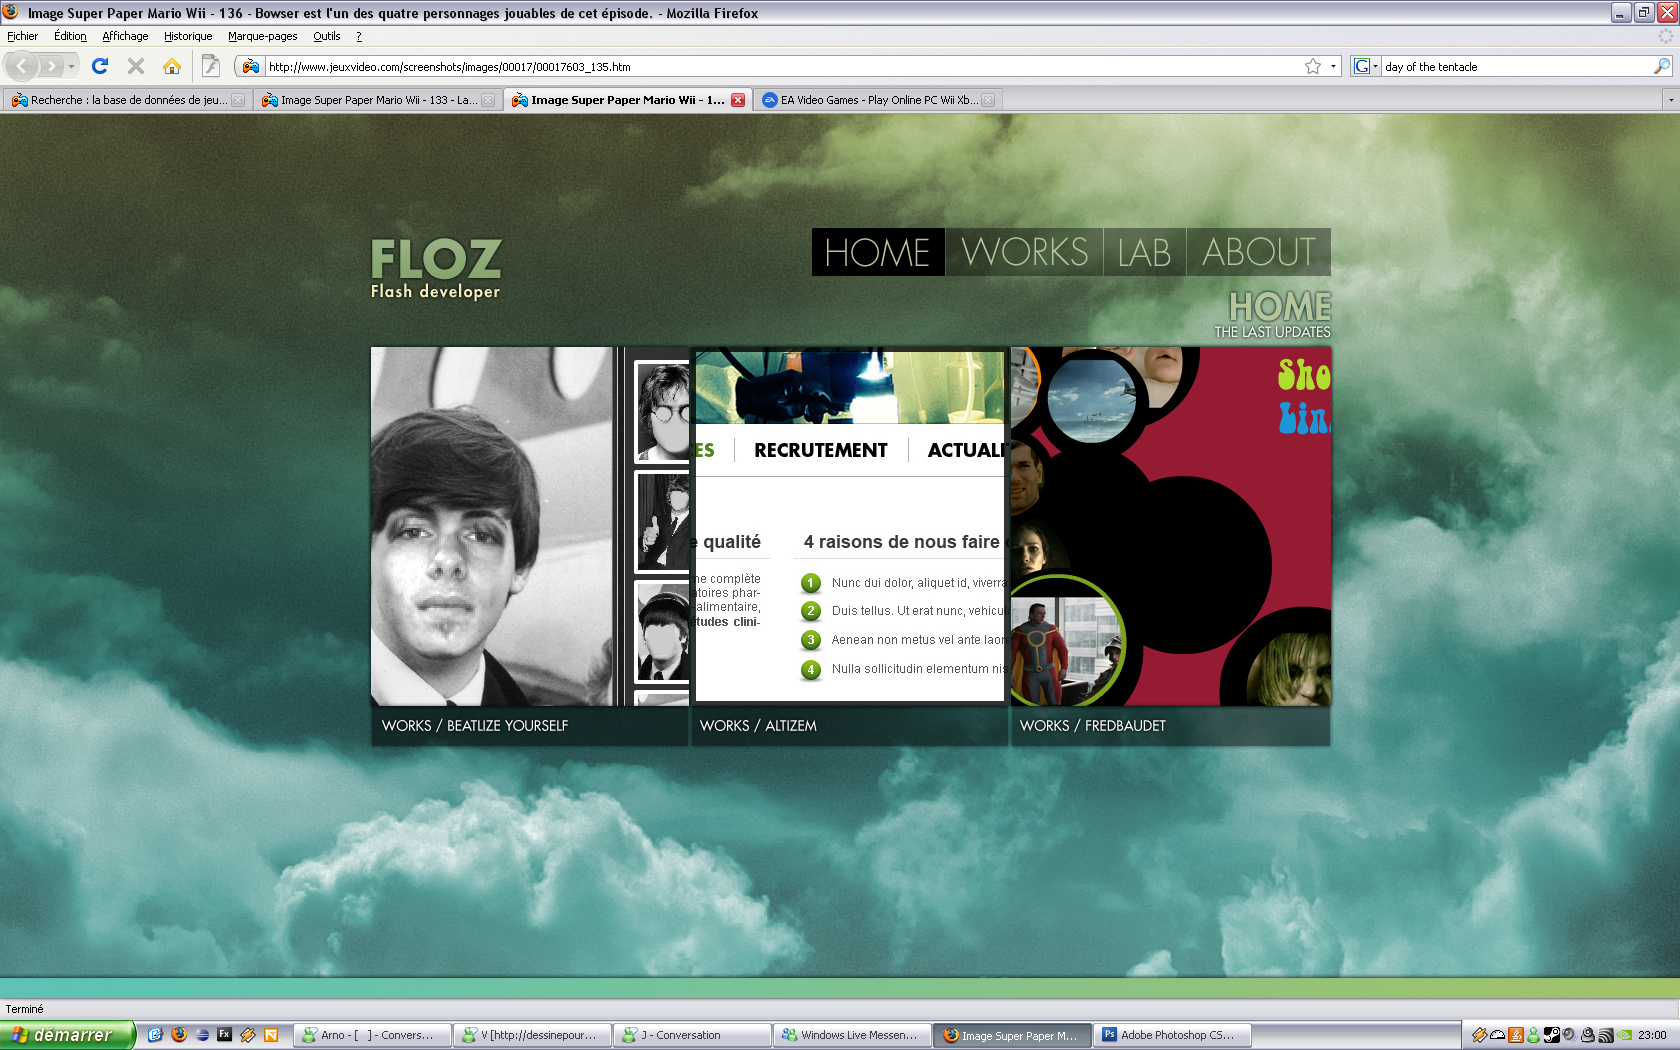 Image Super Paper Mario Wii - 136 - Bowser est l'un des quatre personnages jouables de cet épisode. - Mozilla Firefox
Fichier Édition Affichage Historique Marque-pages Outils ?
http://www.jeuxvideo.com/screenshots/images/00017/00017603_135.htm
G
day of the tentacle
Recherche : la base de données de jeu...
Image Super Paper Mario Wii - 133 - La...
Image Super Paper Mario Wii - 1...
EA Video Games - Play Online PC Wii Xb...
FLOZ
Flash developer
HOME WORKS LAB ABOUT
HOME
THE LAST UPDATES
Sho
Lin
ES RECRUTEMENT ACTUALI
qualité
4 raisons de nous faire
me complète
atoires phar-
-alimentaire,
études clini-
1 Nunc dui dolor, aliquet id, viverra
2 Duis tellus. Ut erat nunc, vehicu
3 Aenean non metus vel ante laore
4 Nulla sollicitudin elementum nis
WORKS / BEATLIZE YOURSELF
WORKS / ALTIZEM
WORKS / FREDBAUDET
Terminé
démarrer
Fx
Arno - [ ] - Convers...
V [http://dessinepour...
J - Conversation
Windows Live Messen...
Image Super Paper M...
Ps Adobe Photoshop CS...
23:00